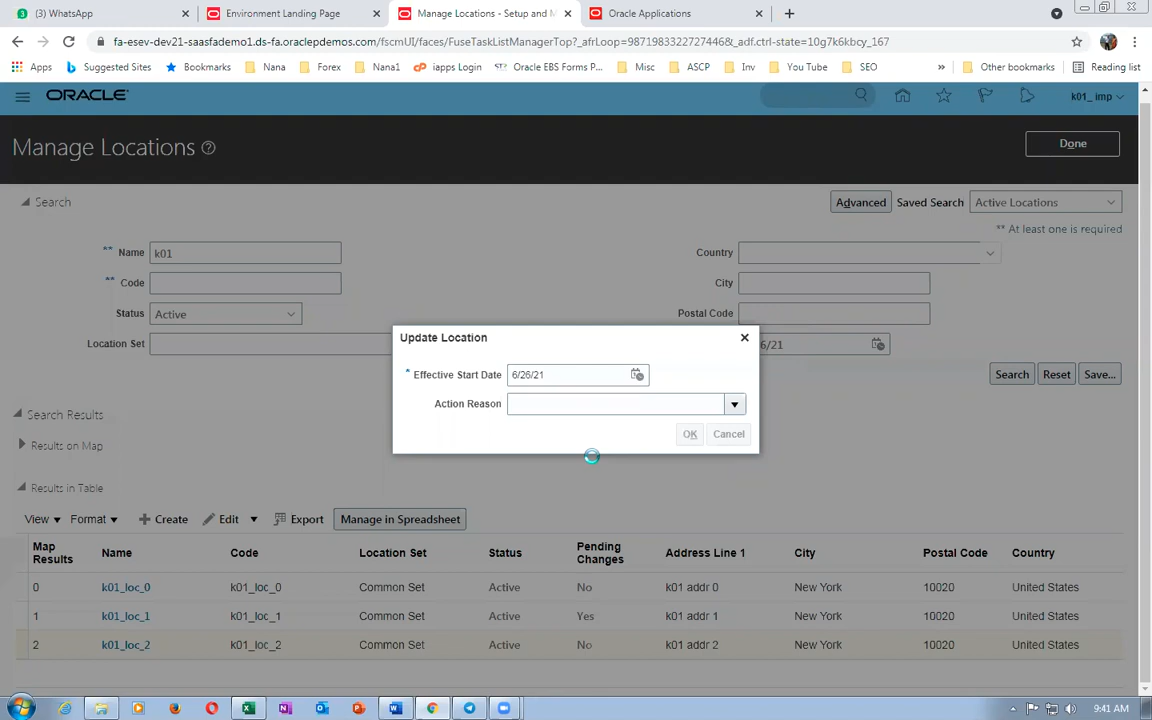 (3) WhatsApp
Environment Landing Page
Manage Locations - Setup and M
Oracle Applications
fa-esev-dev21-saasfademo1.ds-fa.oraclepdemos.com/fscmUI/faces/FuseTaskListManagerTop?_afrLoop=9871983322727446&_adf.ctrl-state=10g7k6kbcy_167
Apps
Suggested Sites
Bookmarks
Nana
Forex
Nana1
iapps Login
Oracle EBS Forms P...
Misc
ASCP
Inv
You Tube
SEO
»
Other bookmarks
Reading list
ORACLE
k01_ imp
Manage Locations
Done
Search
Advanced
Saved Search
Active Locations
** At least one is required
** Name k01
Country
** Code
City
Status Active
Postal Code
Location Set
6/21
Search
Reset
Save...
Update Location
* Effective Start Date 6/26/21
Action Reason
OK
Cancel
Search Results
Results on Map
Results in Table
View
Format
Create
Edit
Export
Manage in Spreadsheet
Map Results Name Code Location Set Status Pending Changes Address Line 1 City Postal Code Country
0 k01_loc_0 k01_loc_0 Common Set Active No k01 addr 0 New York 10020 United States
1 k01_loc_1 k01_loc_1 Common Set Active Yes k01 addr 1 New York 10020 United States
2 k01_loc_2 k01_loc_2 Common Set Active No k01 addr 2 New York 10020 United States
9:41 AM